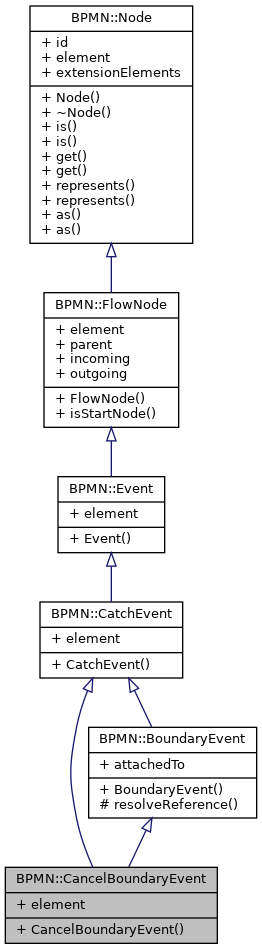 BPMN::Node
+ id
+ element
+ extensionElements
+ Node()
+ ~Node()
+ is()
+ is()
+ get()
+ get()
+ represents()
+ represents()
+ as()
+ as()
BPMN::FlowNode
+ element
+ parent
+ incoming
+ outgoing
+ FlowNode()
+ isStartNode()
BPMN::Event
+ element
+ Event()
BPMN::CatchEvent
+ element
+ CatchEvent()
BPMN::BoundaryEvent
+ attachedTo
+ BoundaryEvent()
# resolveReference()
BPMN::CancelBoundaryEvent
+ element
+ CancelBoundaryEvent()